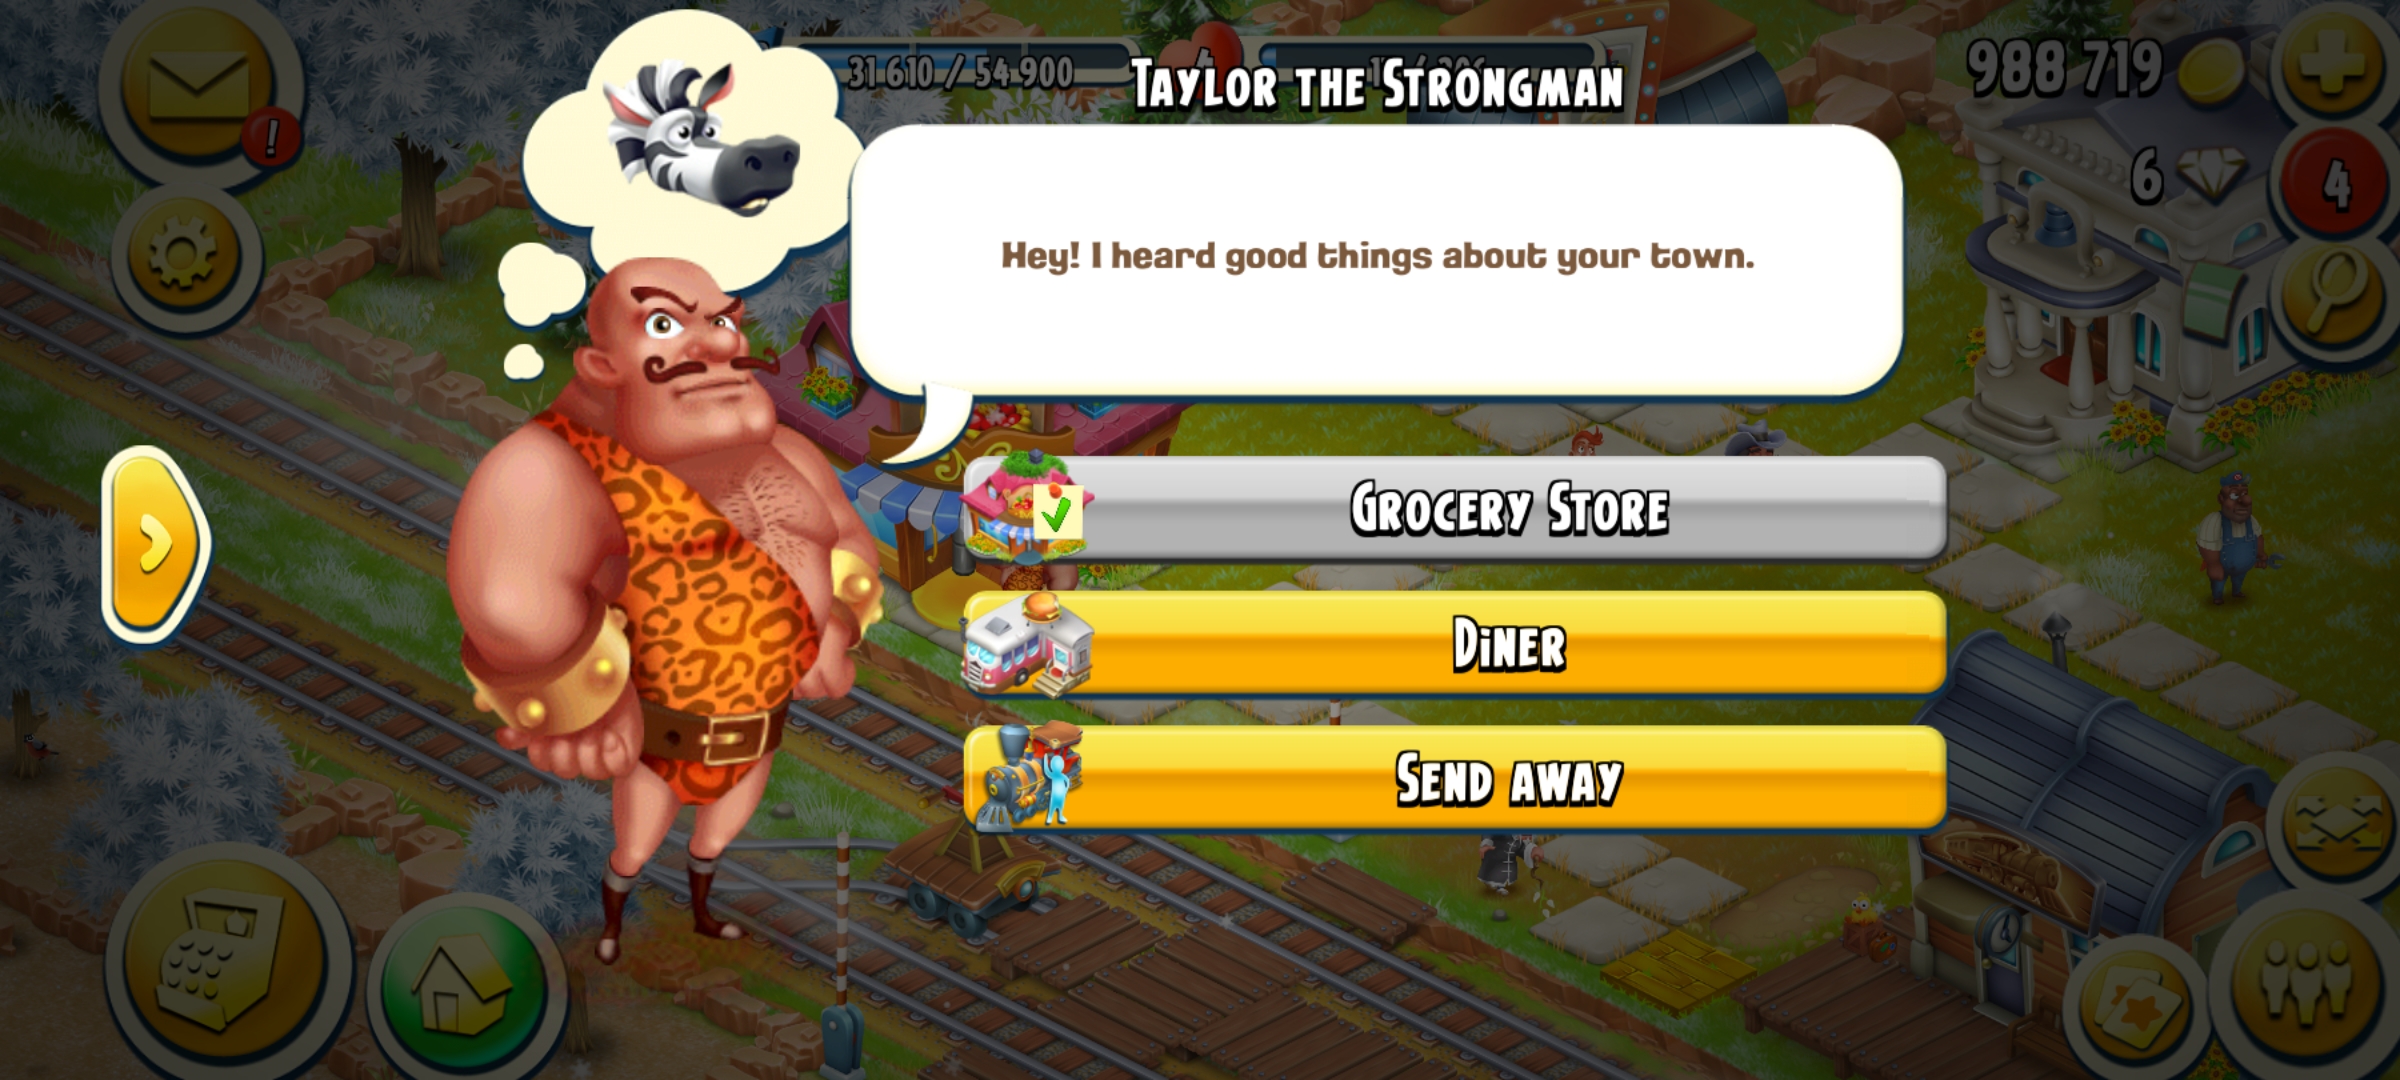 31 610 / 54 900
4
TAYLOR THE STRONGMAN
988 719
!
6
4
Hey! I heard good things about your town.
GROCERY STORE
DINER
SEND AWAY